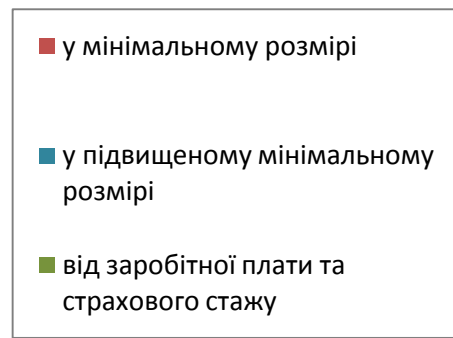 у мінімальному розмірі
у підвищеному мінімальному
розмірі
від заробітної плати та
страхового стажу